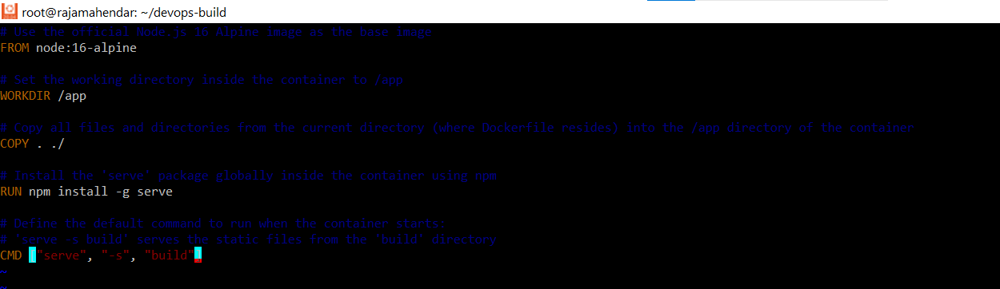 root@rajamahendar: ~/devops-build
# Use the official Node.js 16 Alpine image as the base image
FROM node:16-alpine
# Set the working directory inside the container to /app
WORKDIR /app
# Copy all files and directories from the current directory (where Dockerfile resides) into the /app directory of the container
COPY . ./
# Install the 'serve' package globally inside the container using npm
RUN npm install -g serve
# Define the default command to run when the container starts:
# 'serve -s build' serves the static files from the 'build' directory
CMD ["serve", "-s", "build"]
~
~